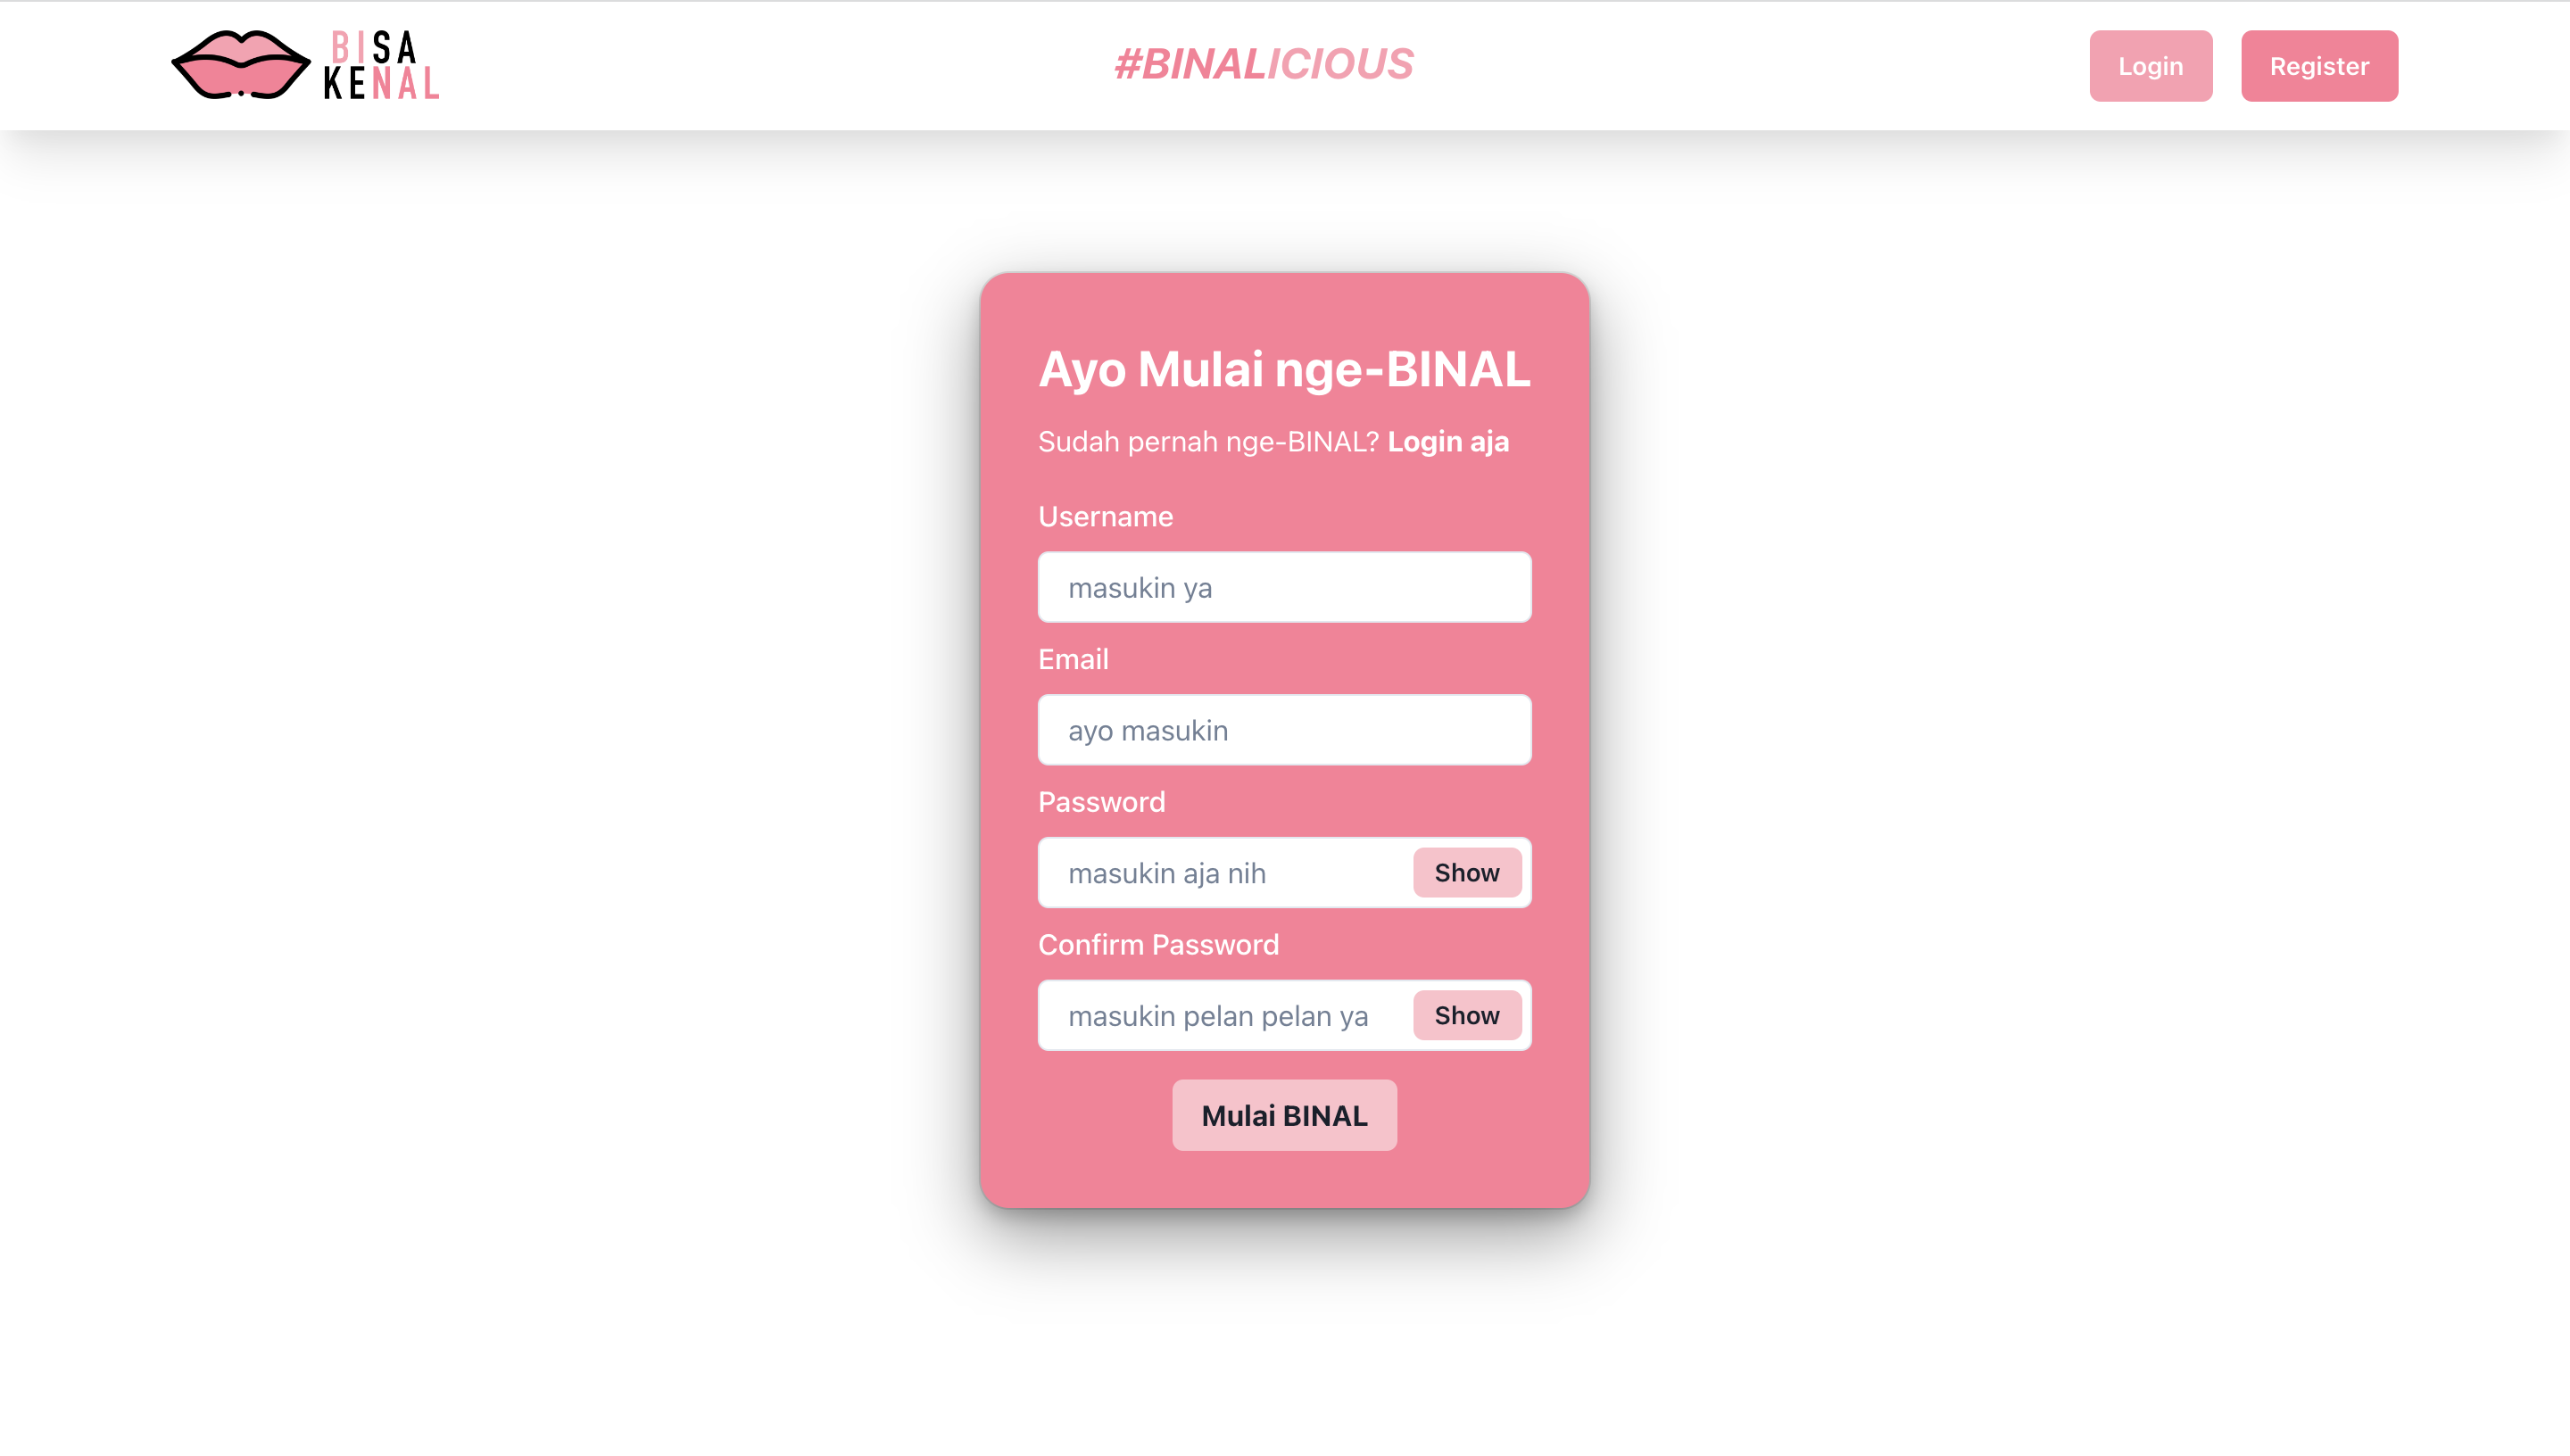 BISA
KENAL
#BINALICIOUS
Login
Register
Ayo Mulai nge-BINAL
Sudah pernah nge-BINAL? Login aja
Username
masukin ya
Email
ayo masukin
Password
masukin aja nih
Show
Confirm Password
masukin pelan pelan ya
Show
Mulai BINAL